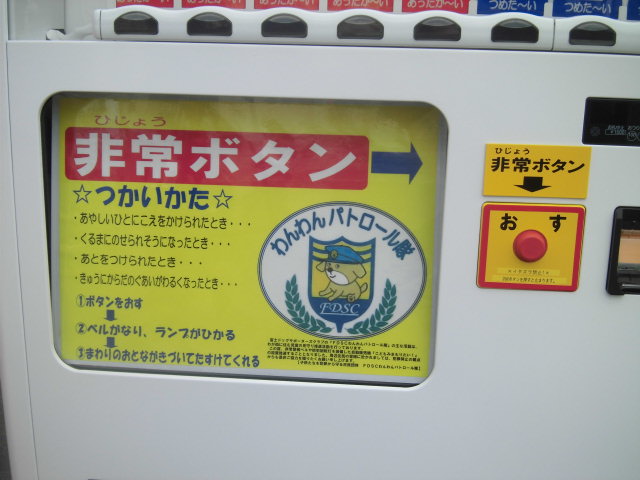 あったか〜い
あったか〜い
あったか〜い
あったか〜い
つめた〜い
つめた〜い
ひじょう
非常ボタン
☆つかいかた☆
・あやしいひとにこえをかけられたとき・・・
・くるまにのせられそうになったとき・・・
・あとをつけられたとき・・・
・きゅうにからだのぐあいがわるくなったとき・・・
①ボタンをおす
②ベルがなり、ランプがひかる
③まわりのおとながきづいてたすけてくれる
わんわんパトロール隊
FDSC
ひじょう
非常ボタン
おす